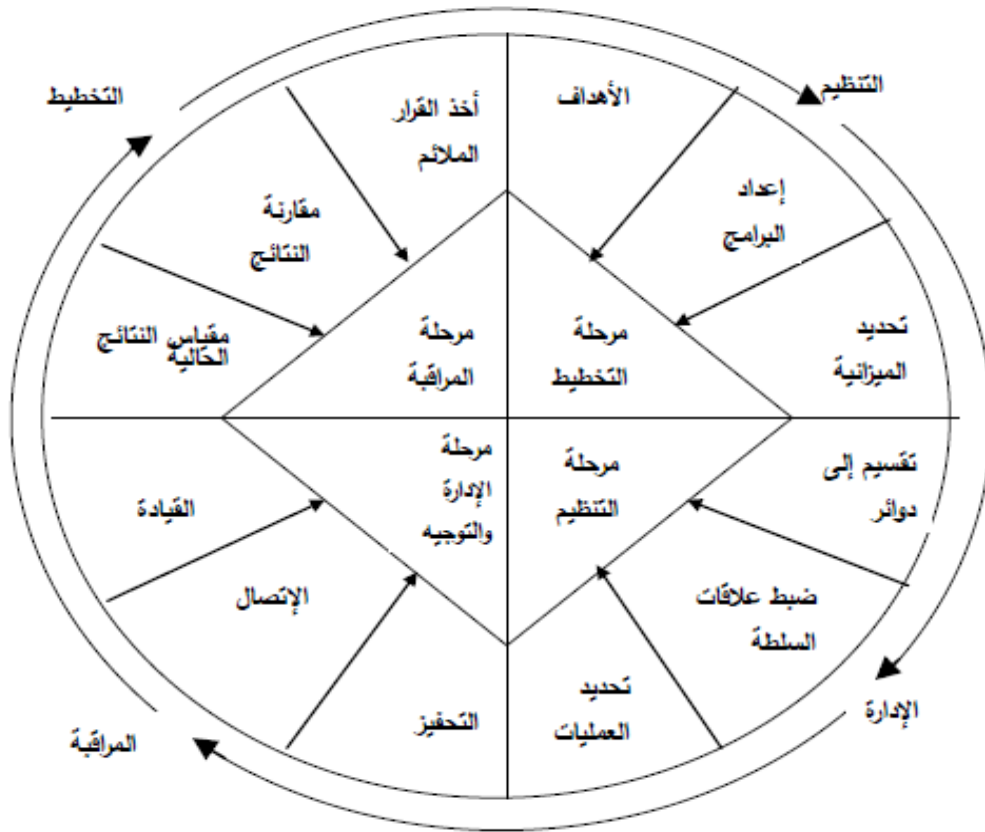 التخطيط
التنظيم
الإدارة
المراقبة
الأهداف
إعداد
البرامج
تحديد
الميزانية
تقسيم إلى
دوائر
ضبط علاقات
السلطة
تحديد
العمليات
التحفيز
الإتصال
القيادة
مقياس النتائج
الحالية
مقارنة
النتائج
أخذ القرار
الملائم
مرحلة
التخطيط
مرحلة
التنظيم
مرحلة
الإدارة
والتوجيه
مرحلة
المراقبة